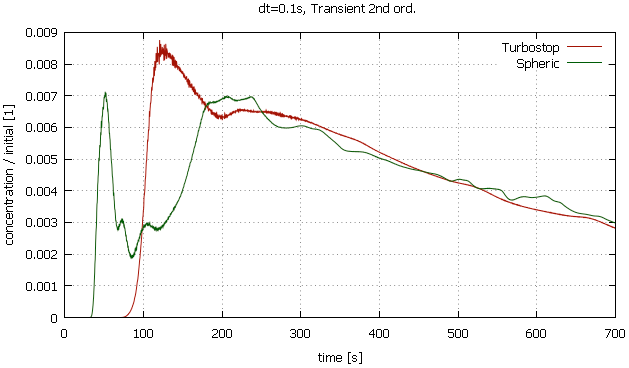 dt=0.1s, Transient 2nd ord.
0.009
0.008
0.007
0.006
0.005
0.004
0.003
0.002
0.001
0
concentration / initial [1]
Turbostop
Spheric
0 100 200 300 400 500 600 700
time [s]